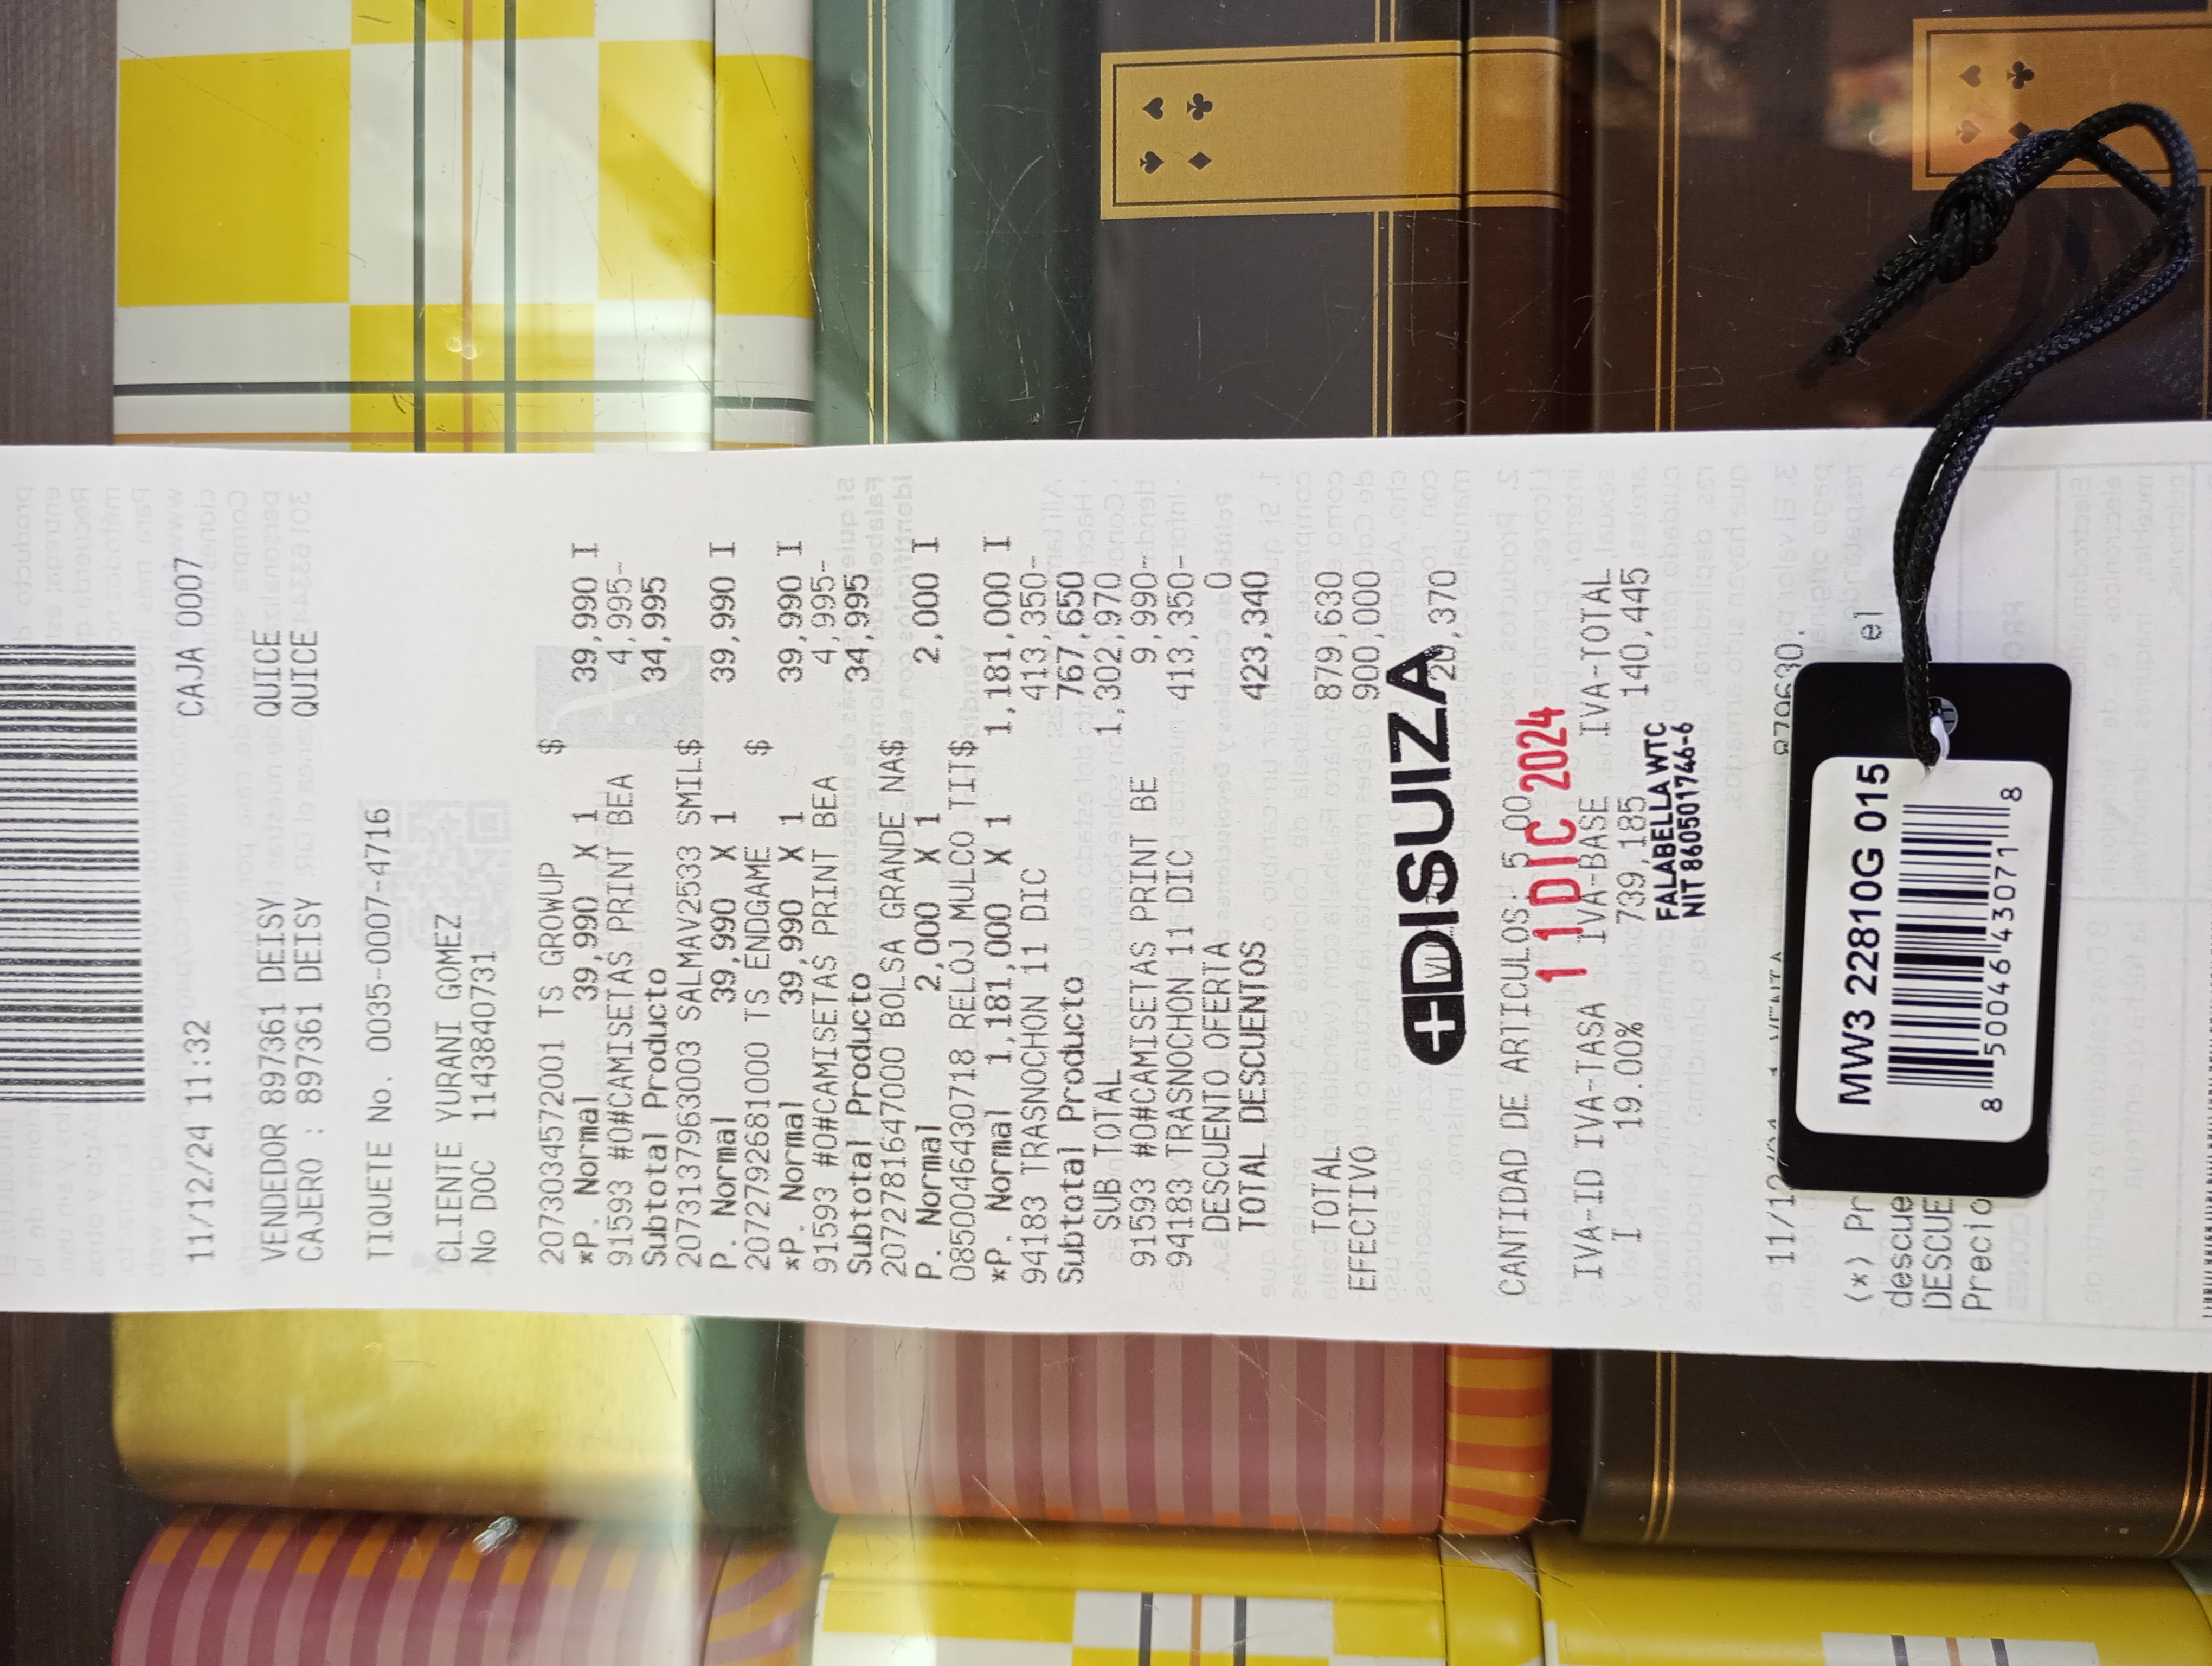 11/12/24 11:32 CAJA 0007
VENDEDOR 897361 DEISY QUICE
CAJERO : 897361 DEISY QUICE
TIQUETE No. 0035-0007-4716
CLIENTE YURANI GOMEZ
No DOC 1143840731
2073034572001 TS GROWUP $
*P. Normal 39,990 X 1 39,990 I
91593 #O#CAMISETAS PRINT BEA 4,995-
Subtotal Producto 34,995
2073137963003 SALMAV2533 SMIL$
P. Normal 39,990 X 1 39,990 I
2072792681000 TS ENDGAME $
*P. Normal 39,990 X 1 39,990 I
91593 #O#CAMISETAS PRINT BEA 4,995-
Subtotal Producto 34,995
2072781647000 BOLSA GRANDE NA$
P. Normal 2,000 X 1 2,000 I
0850046430718 RELOJ MULCO TIIT$
*P. Normal 1,181,000 X 1 1,181,000 I
94183 TRASNOCHON 11 DIC 413,350-
Subtotal Producto 767,650
SUB TOTAL 1,302,970
91593 #O#CAMISETAS PRINT BE 9,990-
94183 TRASNOCHON 11 DIC 413,350-
DESCUENTO OFERTA 0
TOTAL DESCUENTOS 423,340
TOTAL 879,630
EFECTIVO 900,000
20,370
DISUIZA
CANTIDAD DE ARTICULOS: 5.00
11 DIC 2024
IVA-ID IVA-TASA IVA-BASE IVA-TOTAL
I 19.00% 739,185 140,445
FALABELLA WTC
NIT 860501746-6
(*) Pr el
descue
DESCUE
Precio
MW3 22810G 015
8 50046 43071 8